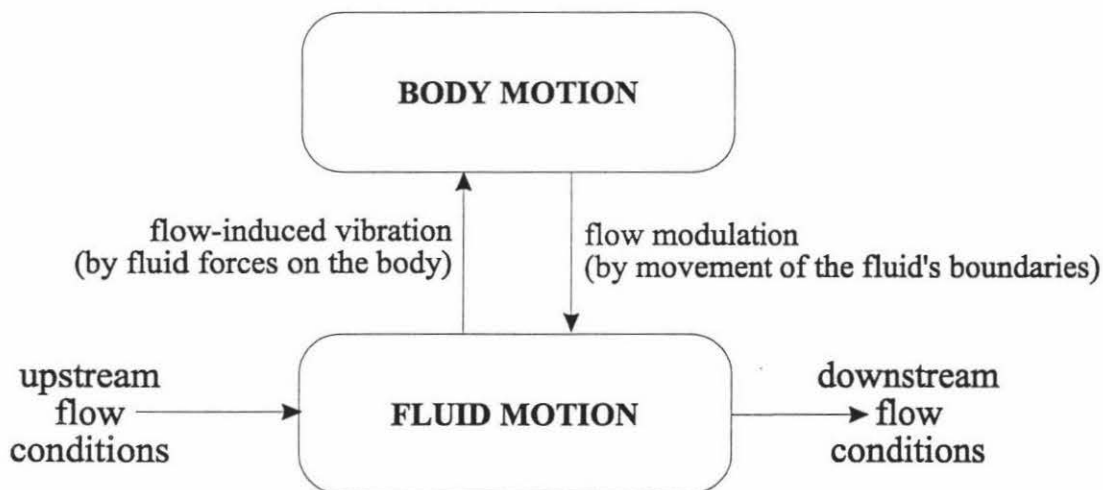 BODY MOTION
flow-induced vibration
(by fluid forces on the body)
flow modulation
(by movement of the fluid's boundaries)
upstream
flow
conditions
FLUID MOTION
downstream
flow
conditions